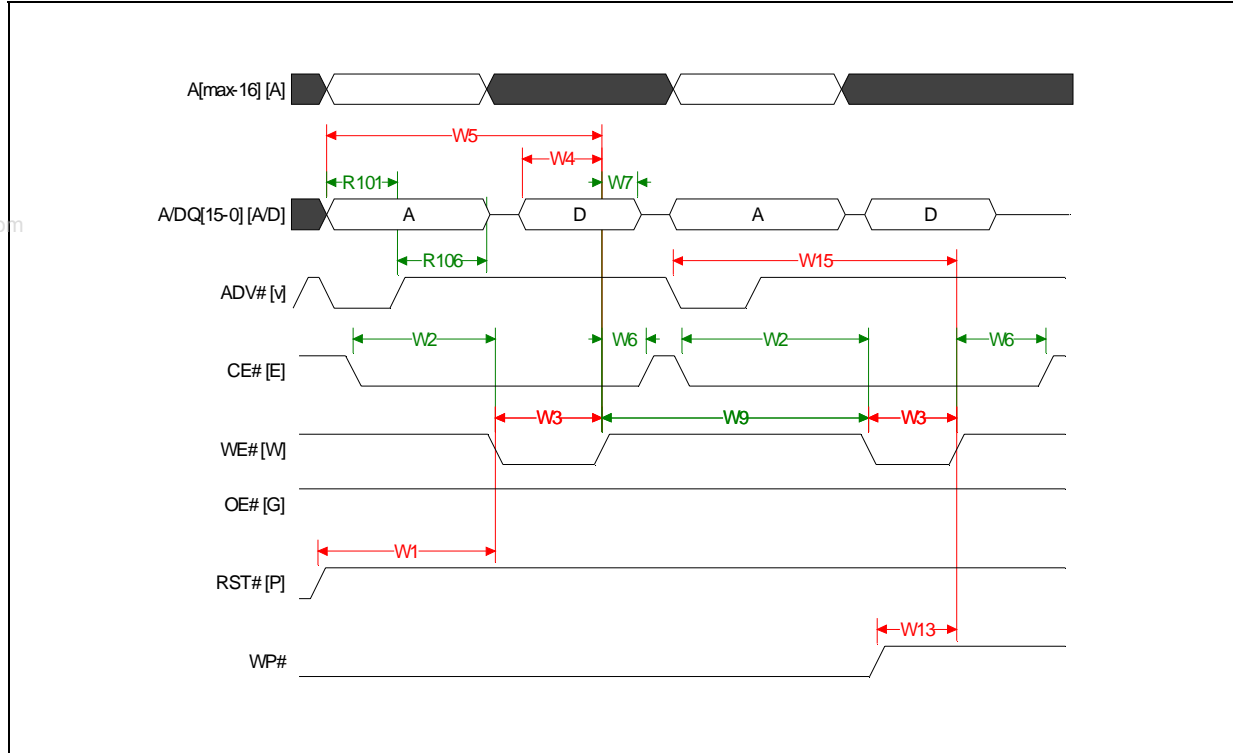 A[max-16] [A]
W5
W4
R101
W7
A/DQ[15-0] [A/D]
A
D
A
D
om
R106
W15
ADV# [v]
W2
W6
W2
W6
CE# [E]
W3
W9
W3
WE# [W]
OE# [G]
W1
RST# [P]
W13
WP#